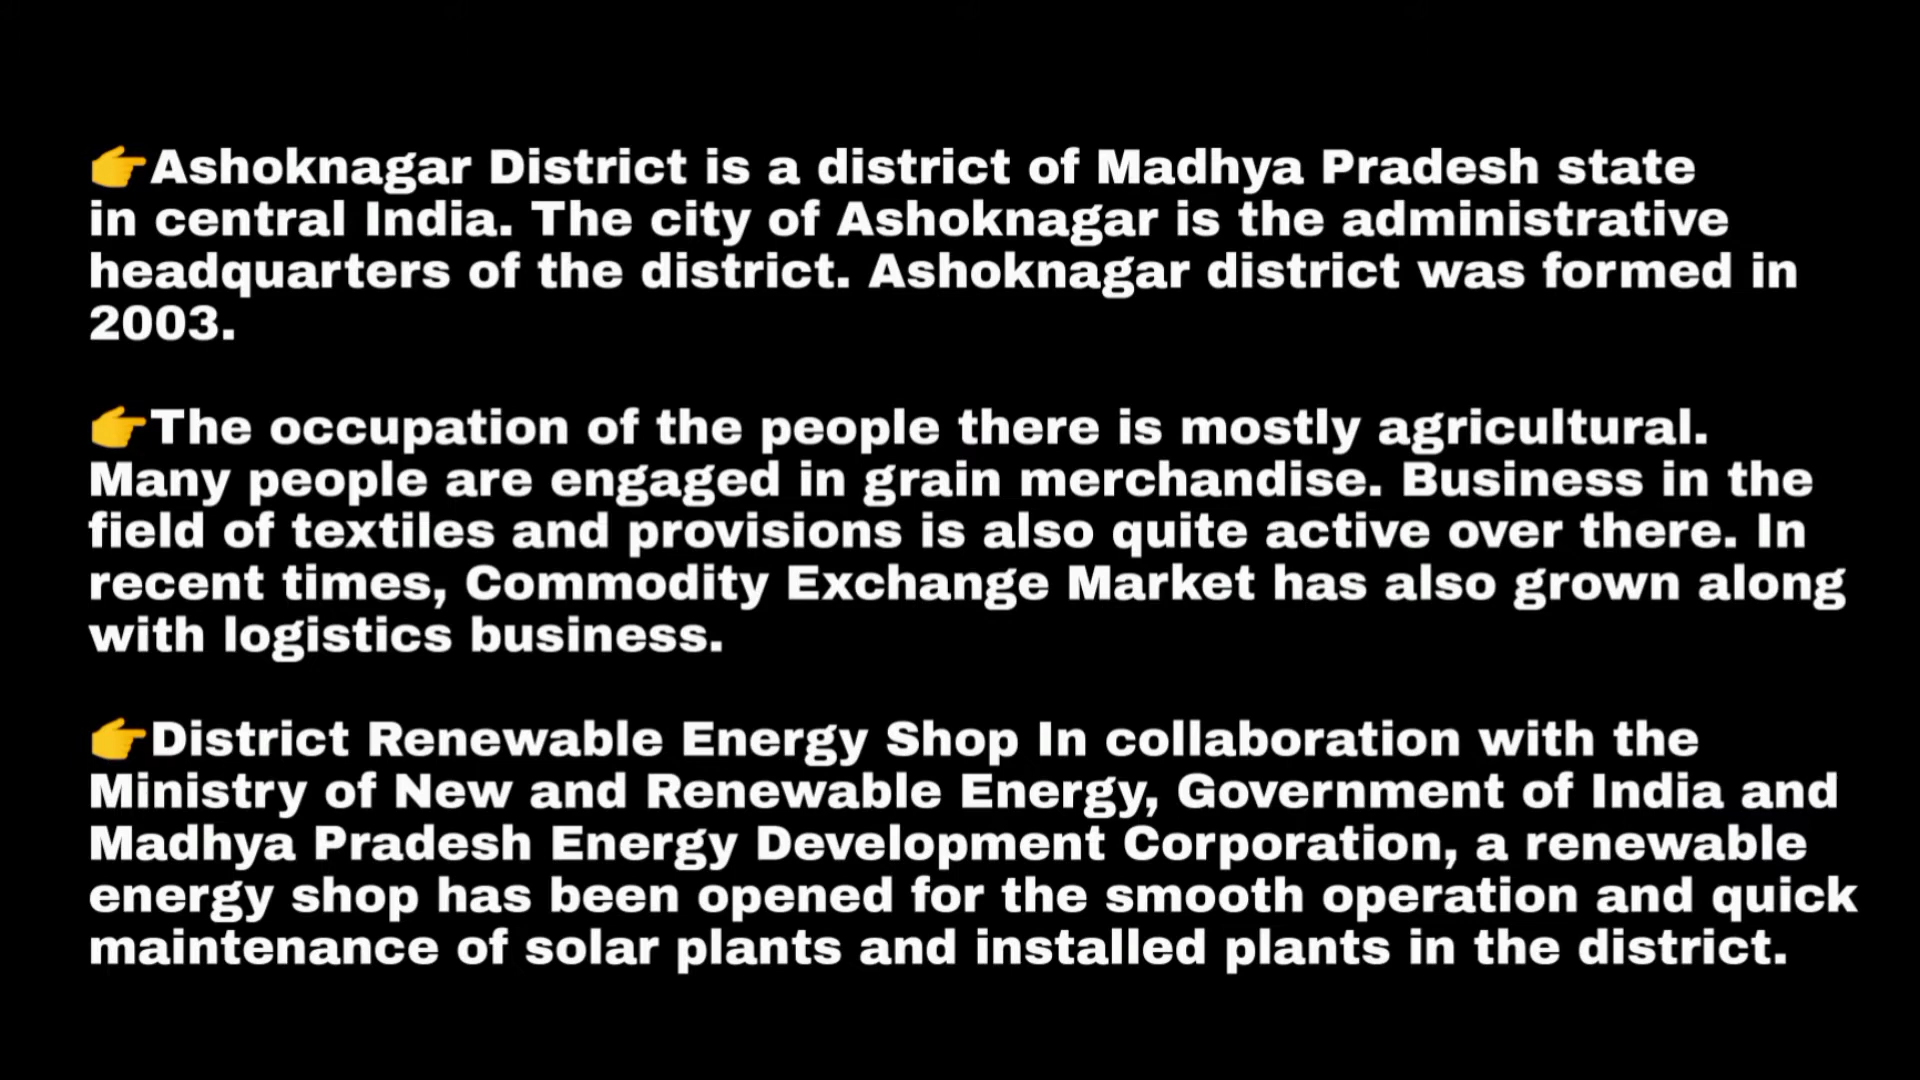 👉Ashoknagar District is a district of Madhya Pradesh state
in central India. The city of Ashoknagar is the administrative
headquarters of the district. Ashoknagar district was formed in
2003.
👉The occupation of the people there is mostly agricultural.
Many people are engaged in grain merchandise. Business in the
field of textiles and provisions is also quite active over there. In
recent times, Commodity Exchange Market has also grown along
with logistics business.
👉District Renewable Energy Shop In collaboration with the
Ministry of New and Renewable Energy, Government of India and
Madhya Pradesh Energy Development Corporation, a renewable
energy shop has been opened for the smooth operation and quick
maintenance of solar plants and installed plants in the district.